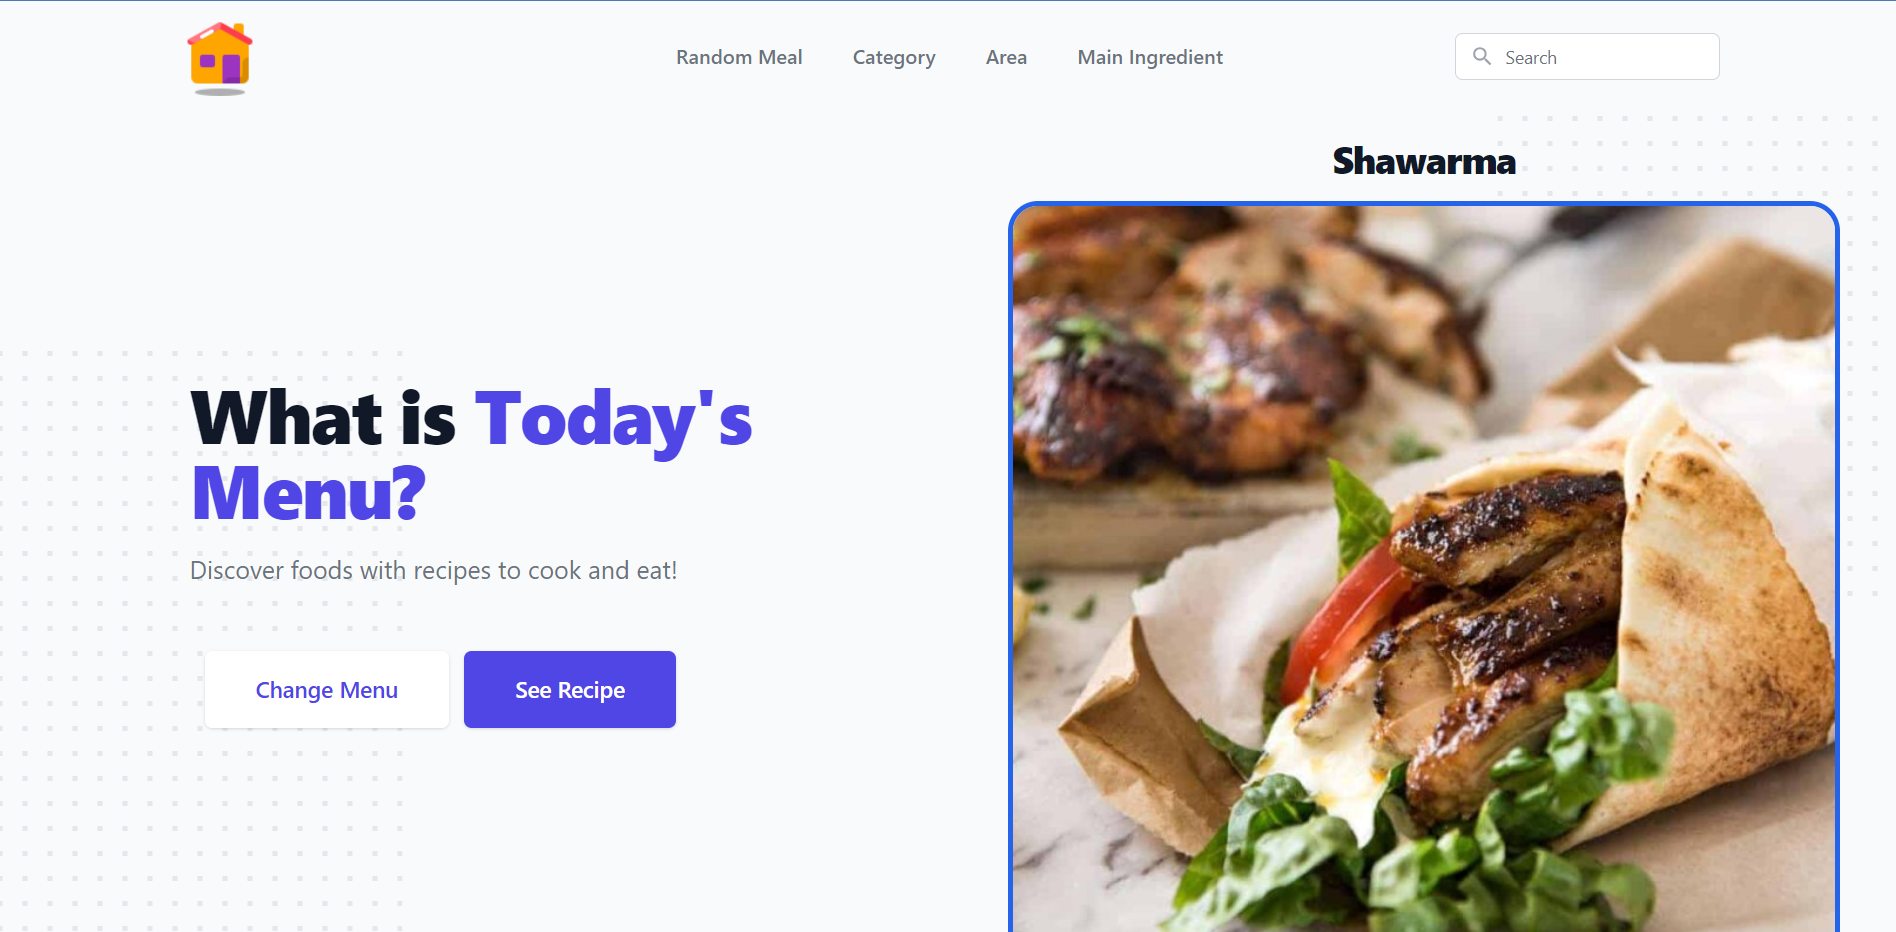 Random Meal
Category
Area
Main Ingredient
Search
Shawarma
What is Today's
Menu?
Discover foods with recipes to cook and eat!
Change Menu
See Recipe